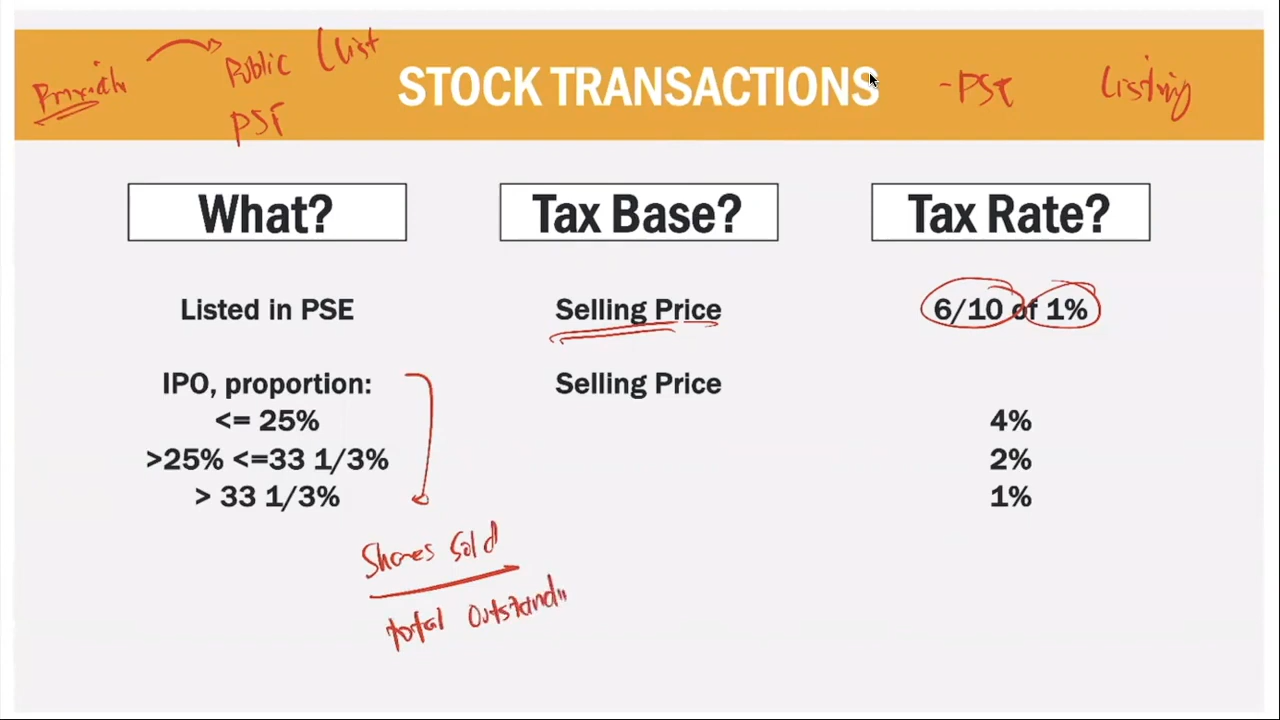 Private
Public (list
PSE
STOCK TRANSACTIONS
- PSE
Listing
What?
Tax Base?
Tax Rate?
Listed in PSE
Selling Price
6/10 of 1%
IPO, proportion:
Selling Price
<= 25%
4%
>25% <=33 1/3%
2%
> 33 1/3%
1%
Shares Sold
total